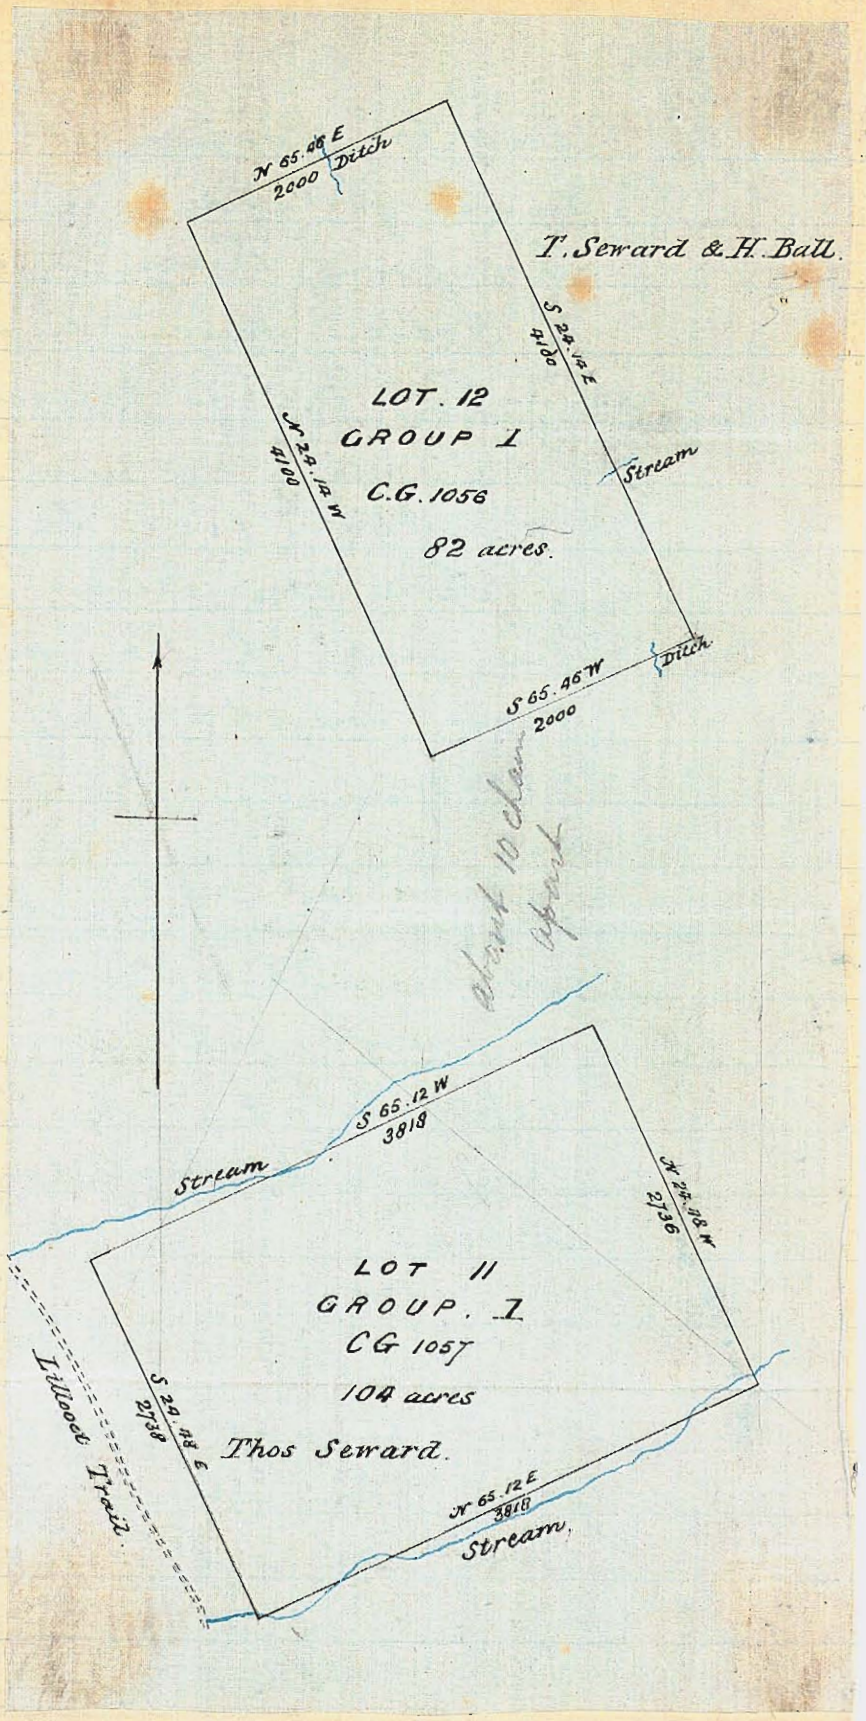 N 65.46 E
2000
Ditch
T. Seward & H. Ball.
S 24.14 E
4100
N 24.14 W
4100
LOT. 12
GROUP 1
C.G. 1056
82 acres.
Stream
Ditch
S 65.46 W
2000
about 10 chains
apart
S 65.12 W
3818
Stream
N 24.48 W
2736
LOT 11
GROUP. 1
CG 1057
104 acres
S 24.48 E
2738
Thos Seward.
Lillooet Trail.
N 65.12 E
3818
Stream.